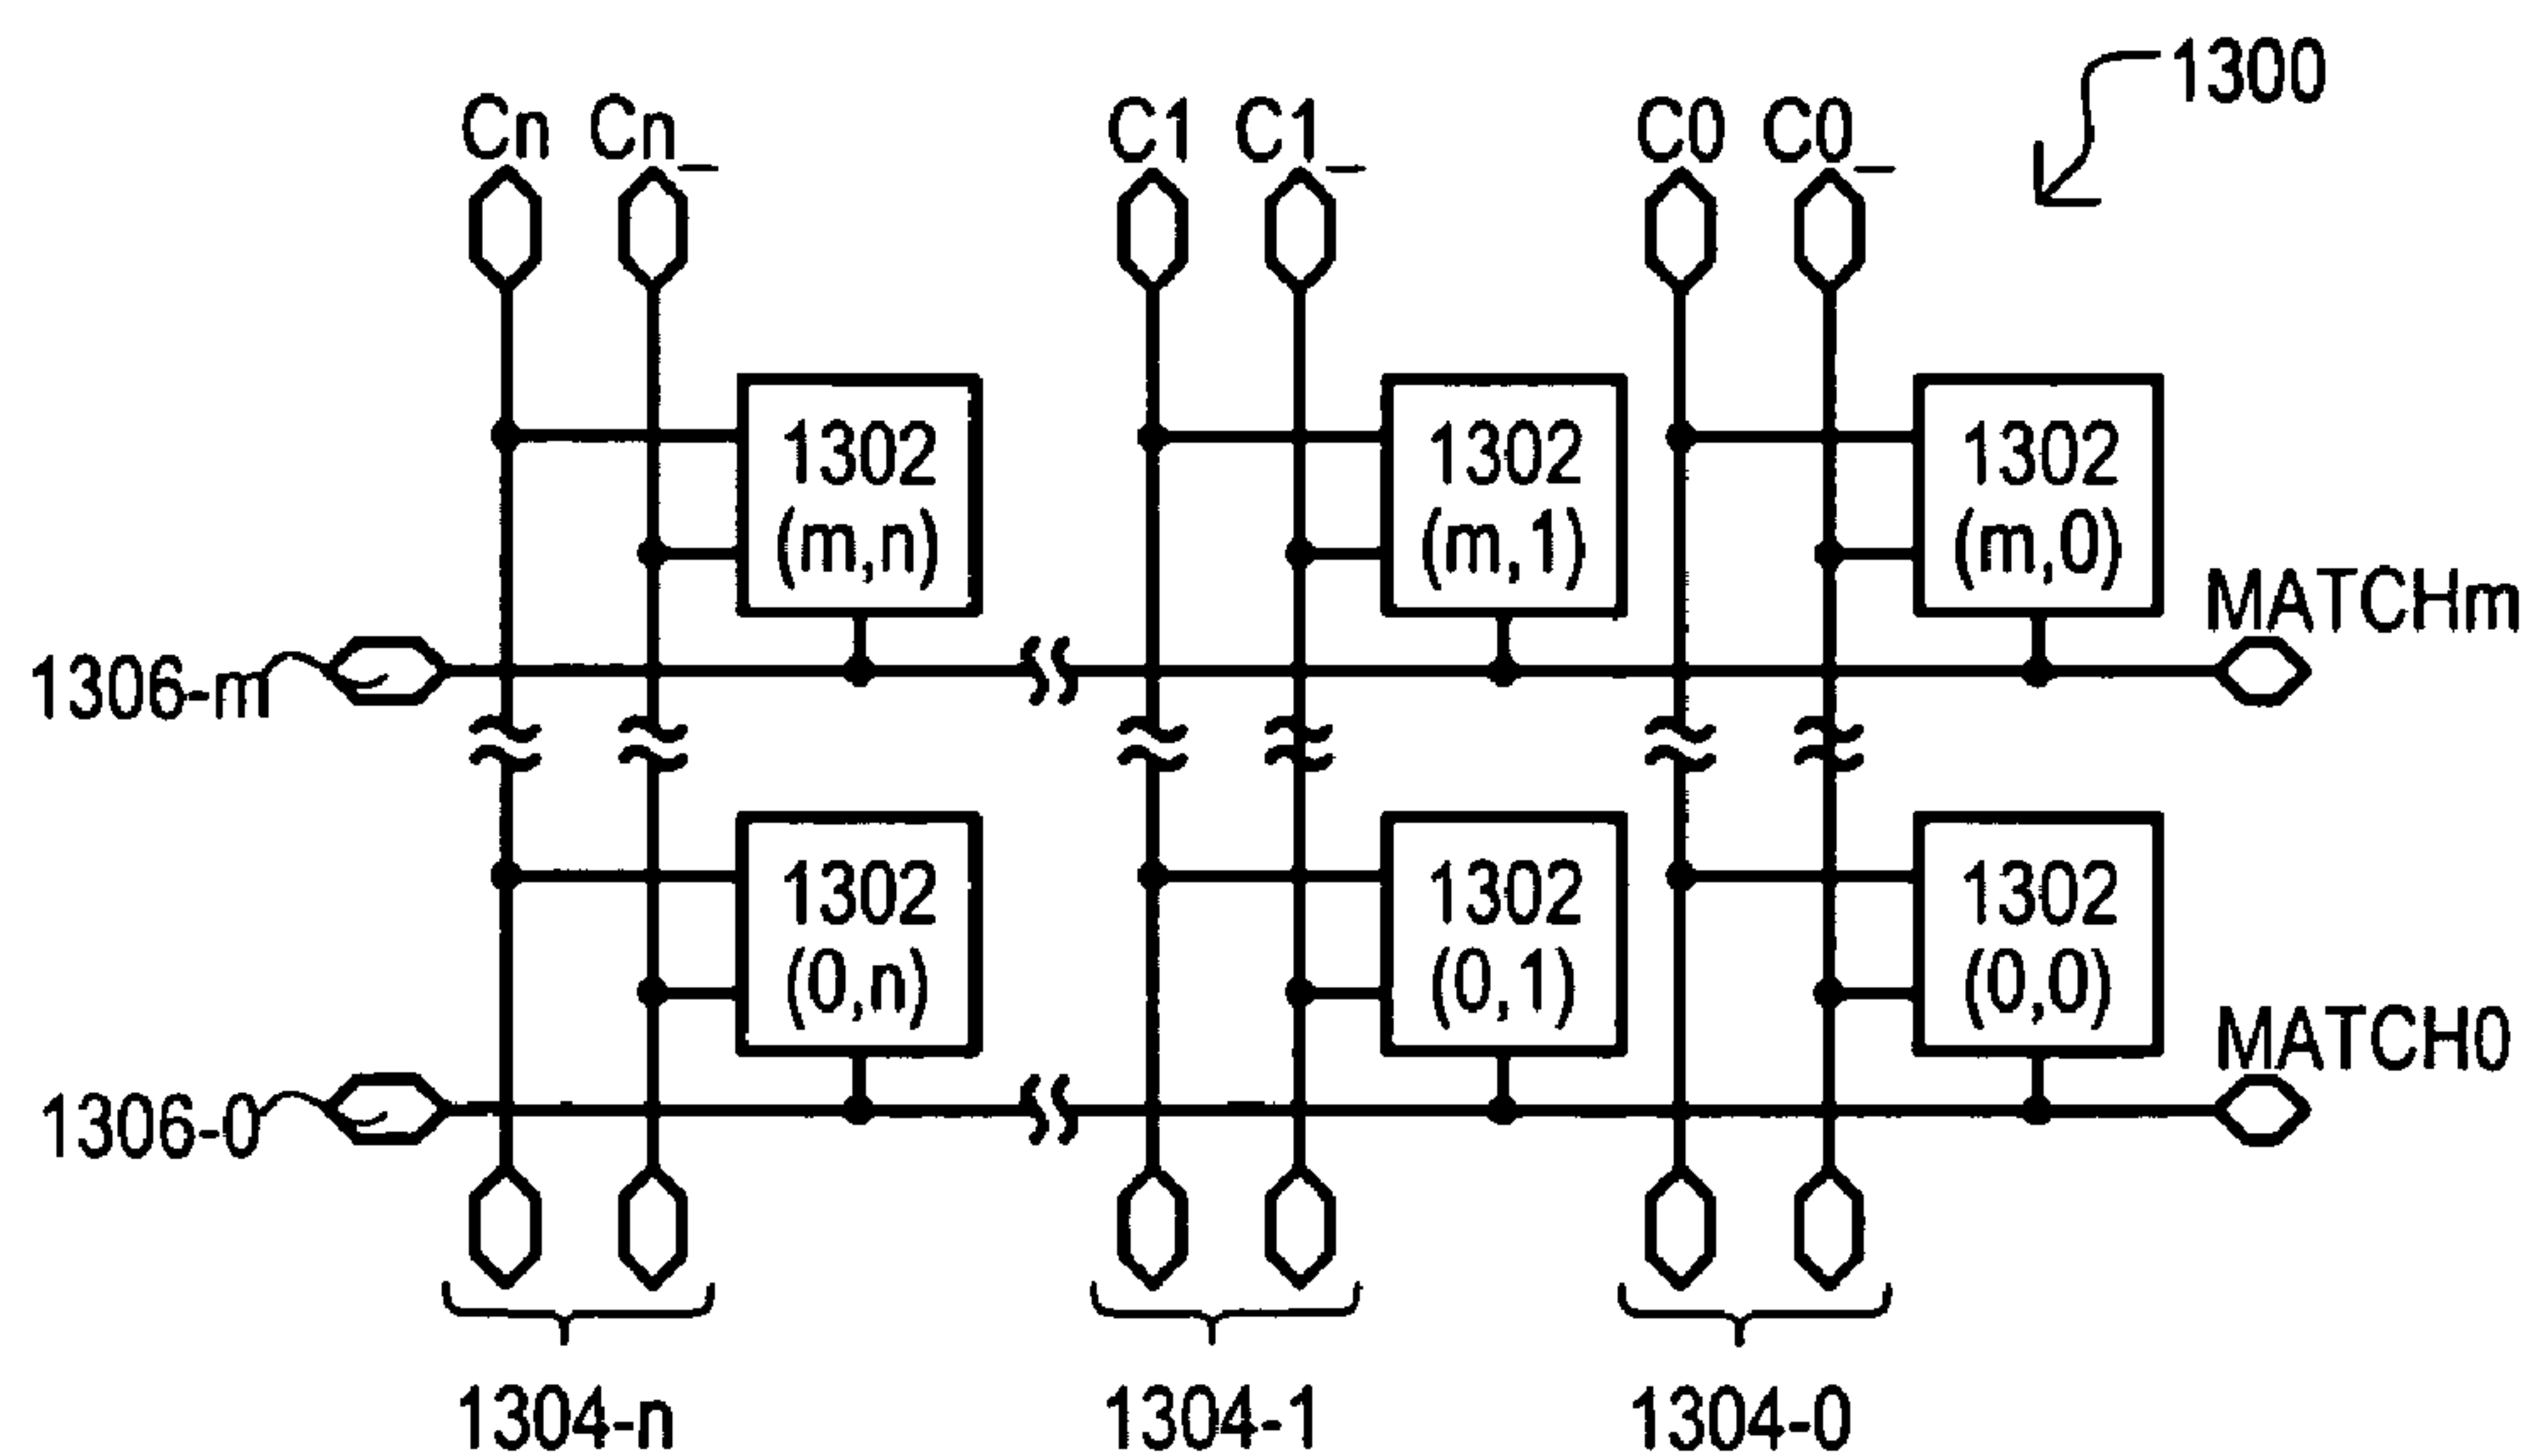 1300
Cn Cn_ C1 C1_ C0 C0_
1302 1302 1302
(m,n) (m,1) (m,0)
MATCHm
1306-m
1302 1302 1302
(0,n) (0,1) (0,0)
MATCH0
1306-0
1304-n 1304-1 1304-0